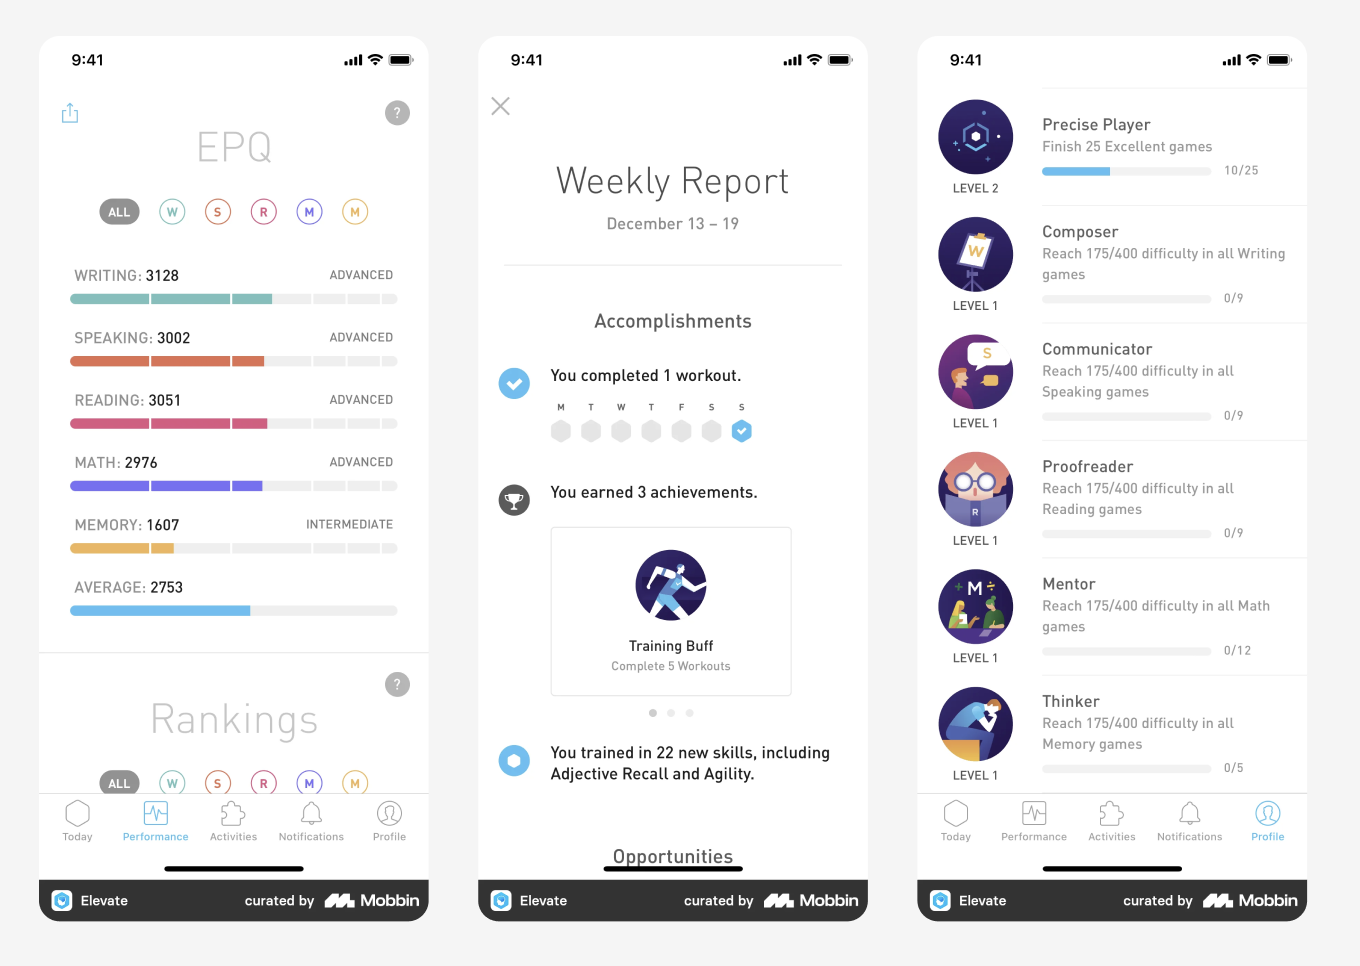 9:41
?
EPQ
ALL W S R M M
WRITING: 3128 ADVANCED
SPEAKING: 3002 ADVANCED
READING: 3051 ADVANCED
MATH: 2976 ADVANCED
MEMORY: 1607 INTERMEDIATE
AVERAGE: 2753
?
Rankings
ALL W S R M M
Today Performance Activities Notifications Profile
Elevate curated by Mobbin
9:41
Weekly Report
December 13 – 19
Accomplishments
You completed 1 workout.
M T W T F S S
You earned 3 achievements.
Training Buff
Complete 5 Workouts
You trained in 22 new skills, including
Adjective Recall and Agility.
Opportunities
Elevate curated by Mobbin
9:41
Precise Player
Finish 25 Excellent games
10/25
LEVEL 2
W
Composer
Reach 175/400 difficulty in all Writing
games
0/9
LEVEL 1
S
Communicator
Reach 175/400 difficulty in all
Speaking games
0/9
LEVEL 1
R
Proofreader
Reach 175/400 difficulty in all
Reading games
0/9
LEVEL 1
+ M ÷
Mentor
Reach 175/400 difficulty in all Math
games
0/12
LEVEL 1
Thinker
Reach 175/400 difficulty in all
Memory games
0/5
LEVEL 1
Today Performance Activities Notifications Profile
Elevate curated by Mobbin